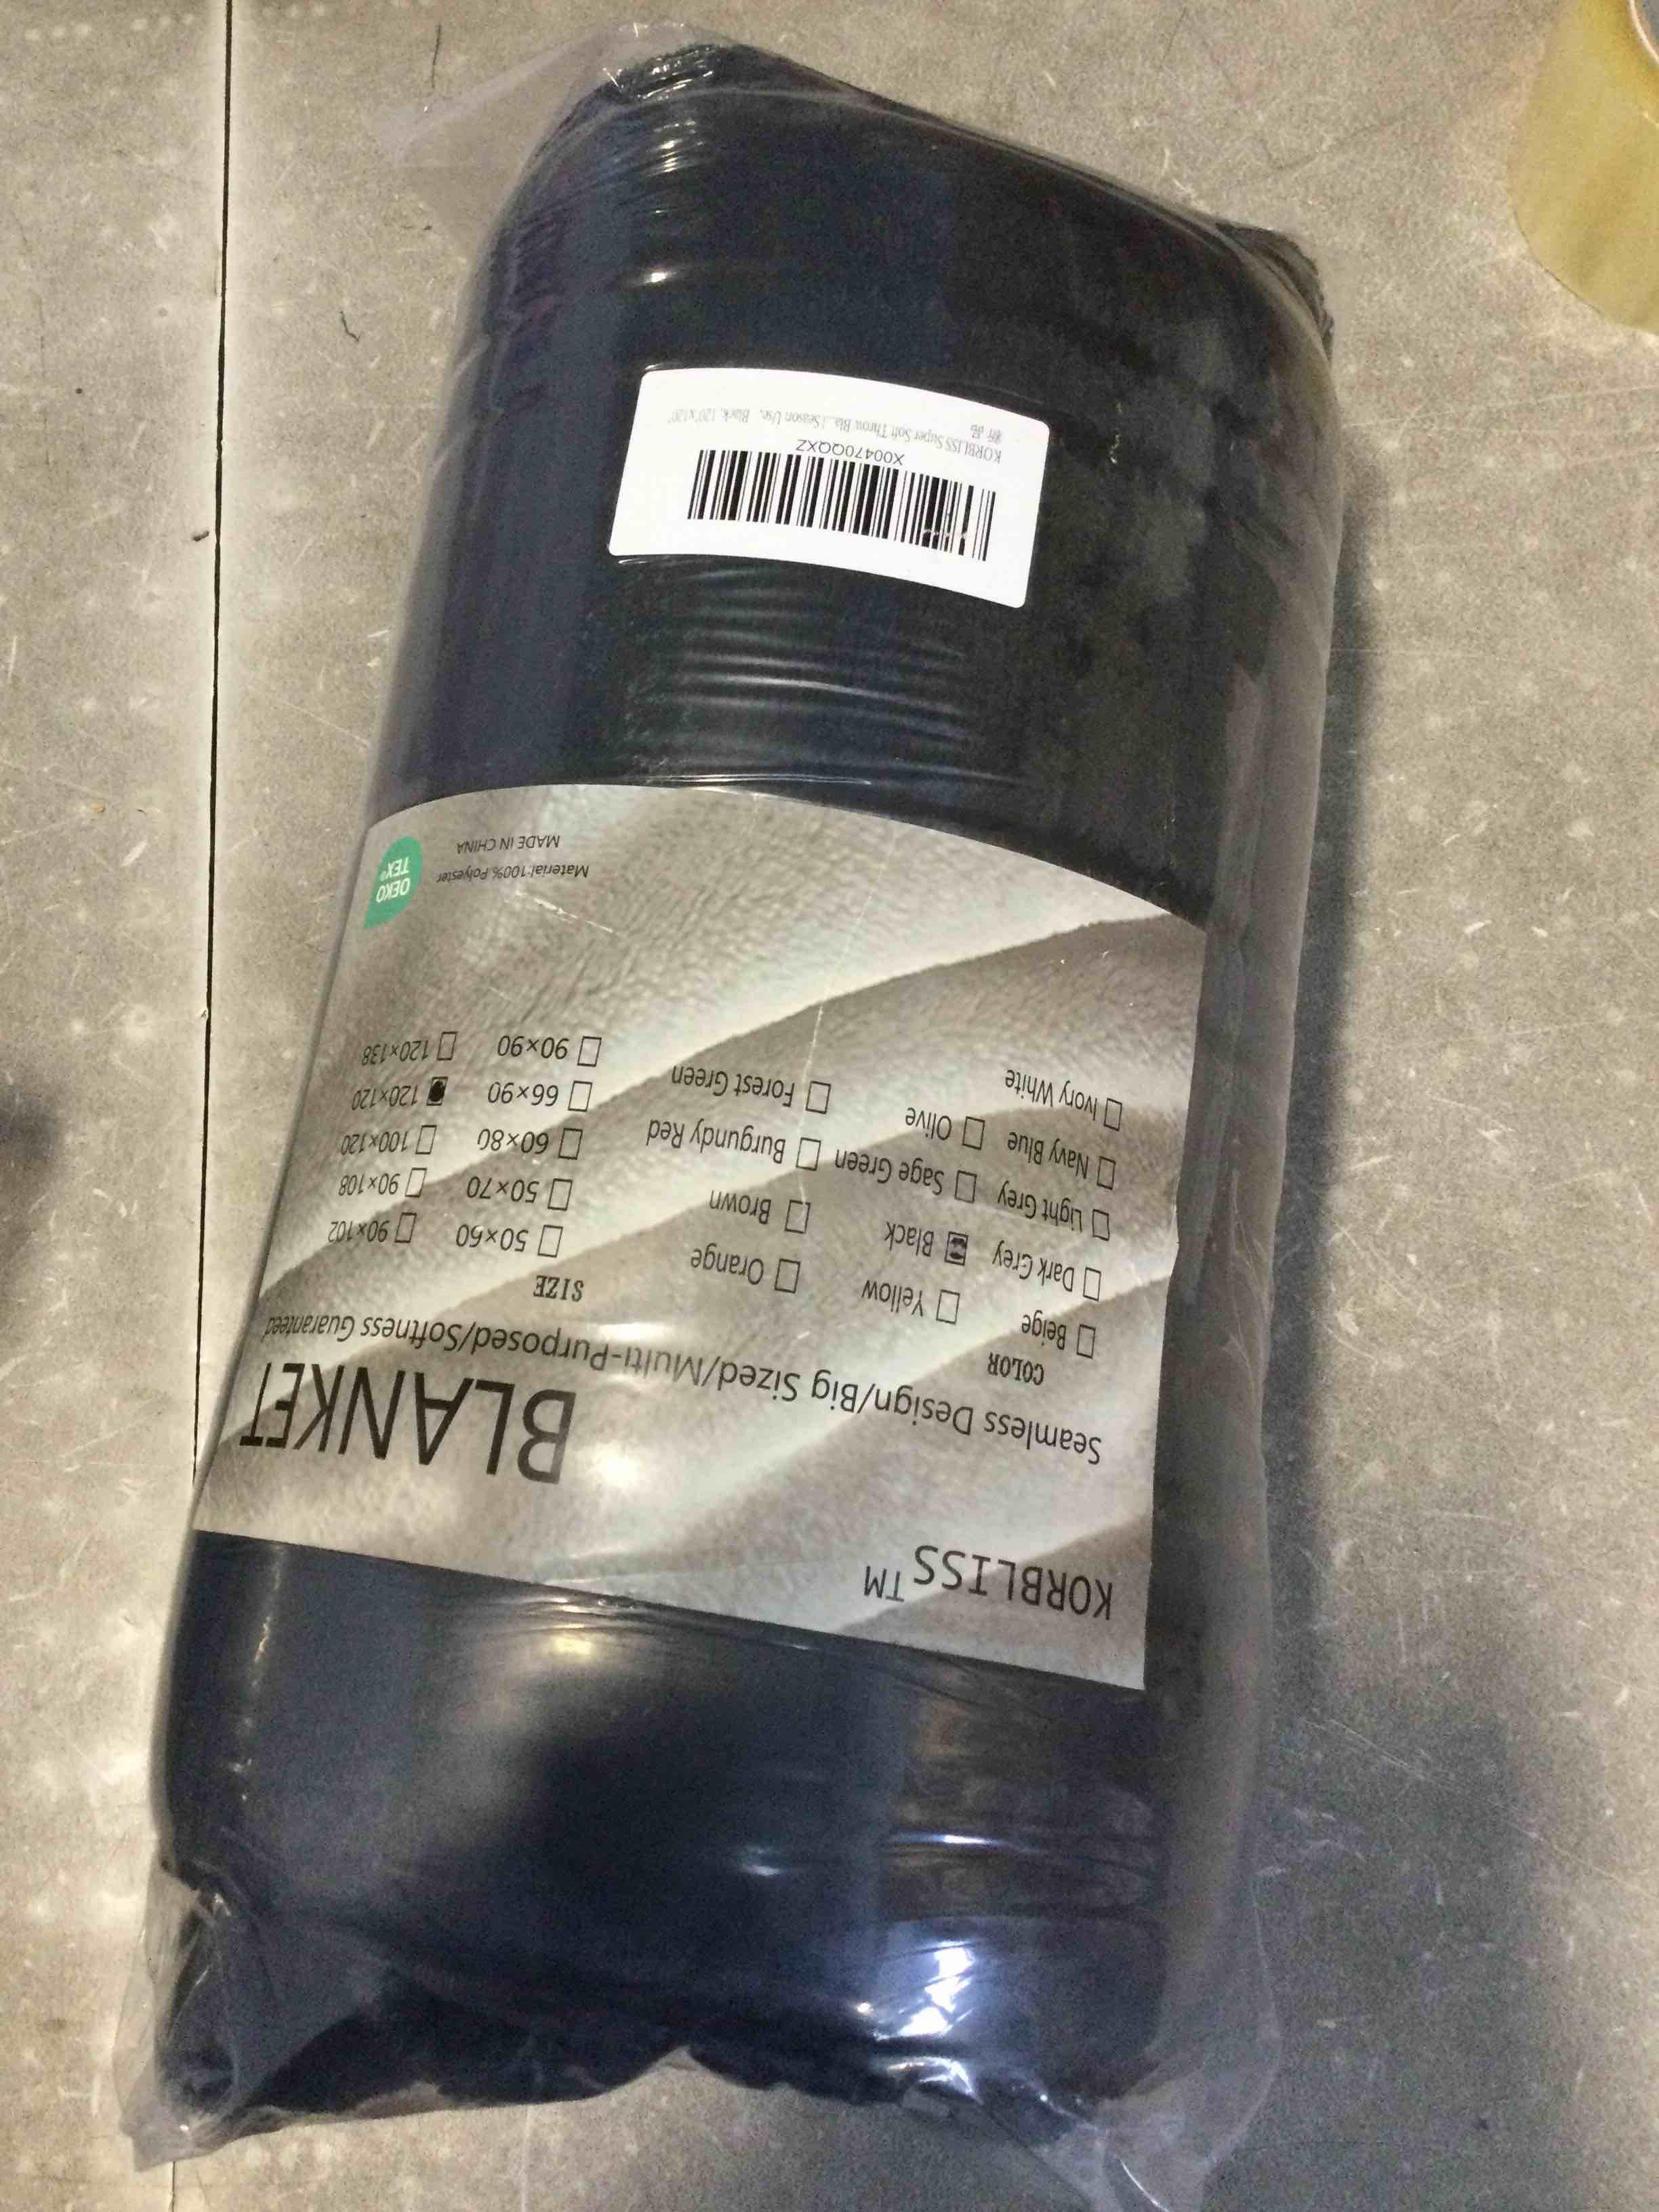 KORBLISS™
BLANKET
Seamless Design/Big Sized/Multi-Purposed/Softness Guaranteed
COLOR
Beige
Yellow
Orange
Dark Grey
Black
Brown
Light Grey
Sage Green
Burgundy Red
Navy Blue
Olive
Forest Green
Ivory White
SIZE
50×60
90×102
50×70
90×108
60×80
100×120
66×90
120×120
90×90
120×138
Material:100% Polyester
MADE IN CHINA
OEKO
TEX®
X00470QQXZ
KORBLISS Super Soft Throw Bla...l Season Use, Black, 120"x120"
新品